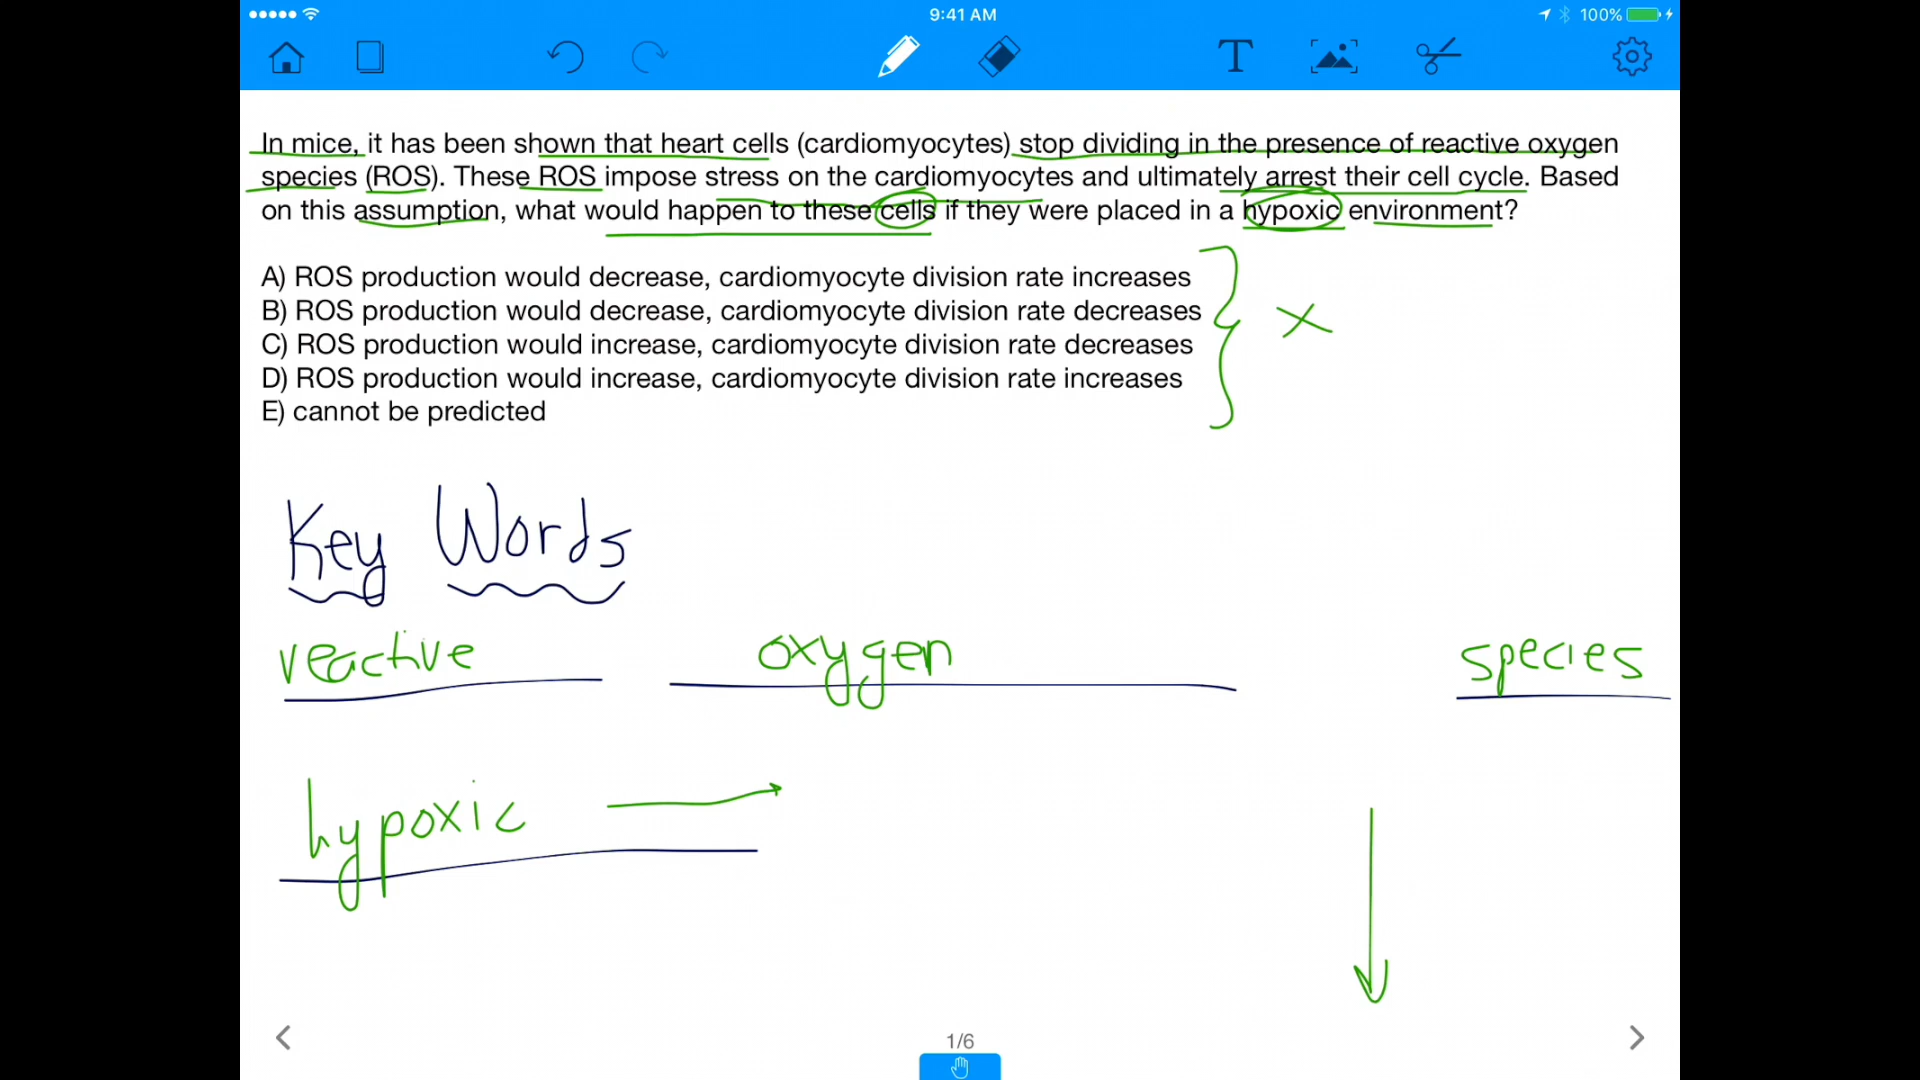 9:41 AM
100%
T
In mice, it has been shown that heart cells (cardiomyocytes) stop dividing in the presence of reactive oxygen
species (ROS). These ROS impose stress on the cardiomyocytes and ultimately arrest their cell cycle. Based
on this assumption, what would happen to these cells if they were placed in a hypoxic environment?
A) ROS production would decrease, cardiomyocyte division rate increases
B) ROS production would decrease, cardiomyocyte division rate decreases
C) ROS production would increase, cardiomyocyte division rate decreases
D) ROS production would increase, cardiomyocyte division rate increases
E) cannot be predicted
Key Words
reactive oxygen species
hypoxic
1/6